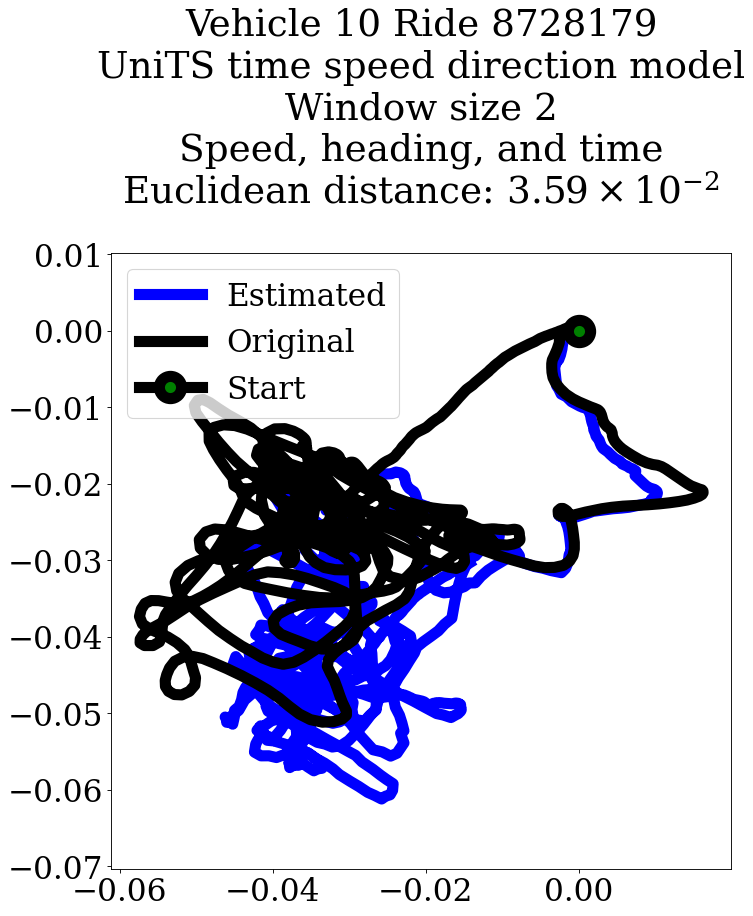 Vehicle 10 Ride 8728179
UniTS time speed direction model
Window size 2
Speed, heading, and time
Euclidean distance: 3.59 × 10⁻²
0.01
0.00
−0.01
−0.02
−0.03
−0.04
−0.05
−0.06
−0.07
Estimated
Original
Start
−0.06 −0.04 −0.02 0.00